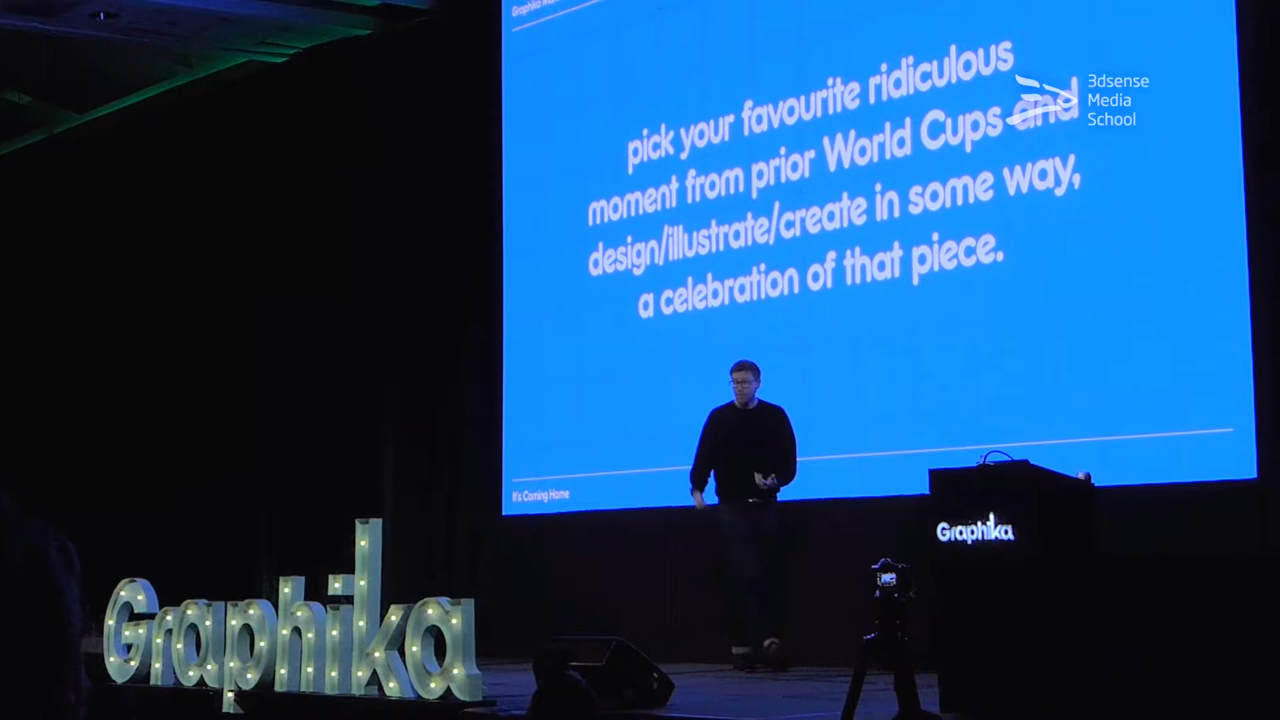 Graphika
pick your favourite ridiculous
moment from prior World Cups and
design/illustrate/create in some way,
a celebration of that piece.
3dsense
Media
School
It's Coming Home
Graphika
Graphika